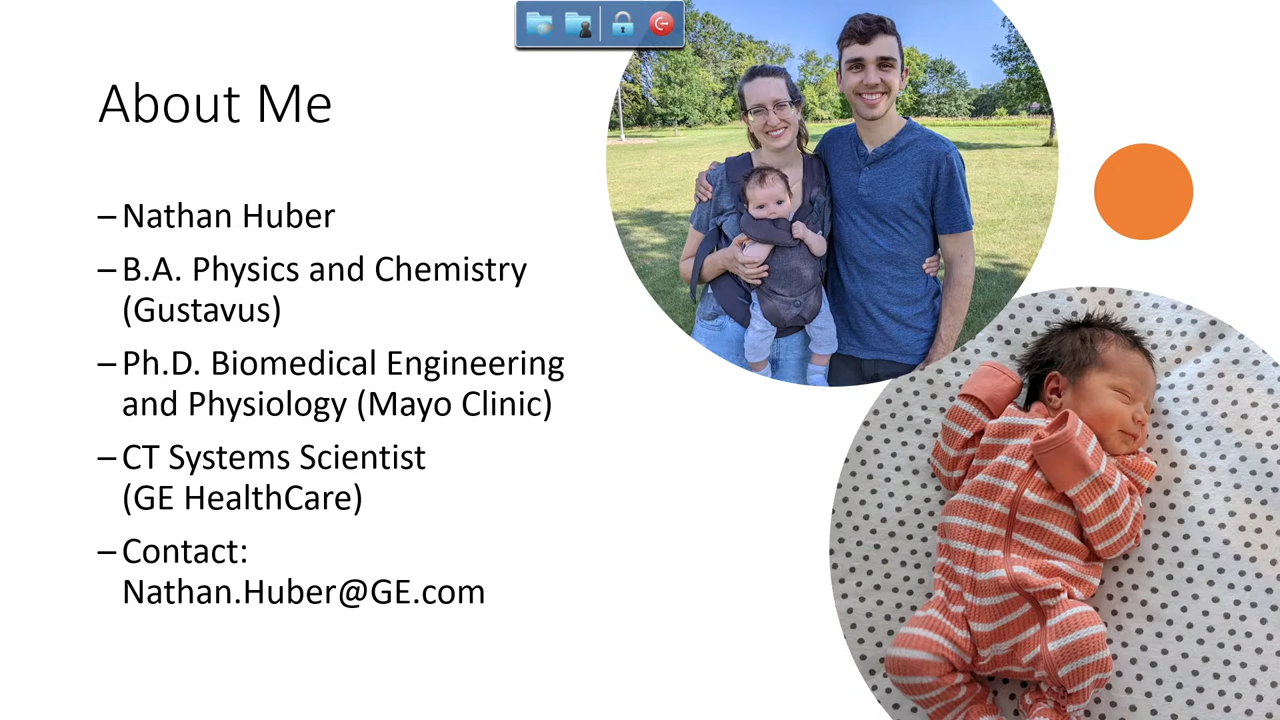 About Me
– Nathan Huber
– B.A. Physics and Chemistry
(Gustavus)
– Ph.D. Biomedical Engineering
and Physiology (Mayo Clinic)
– CT Systems Scientist
(GE HealthCare)
– Contact:
Nathan.Huber@GE.com